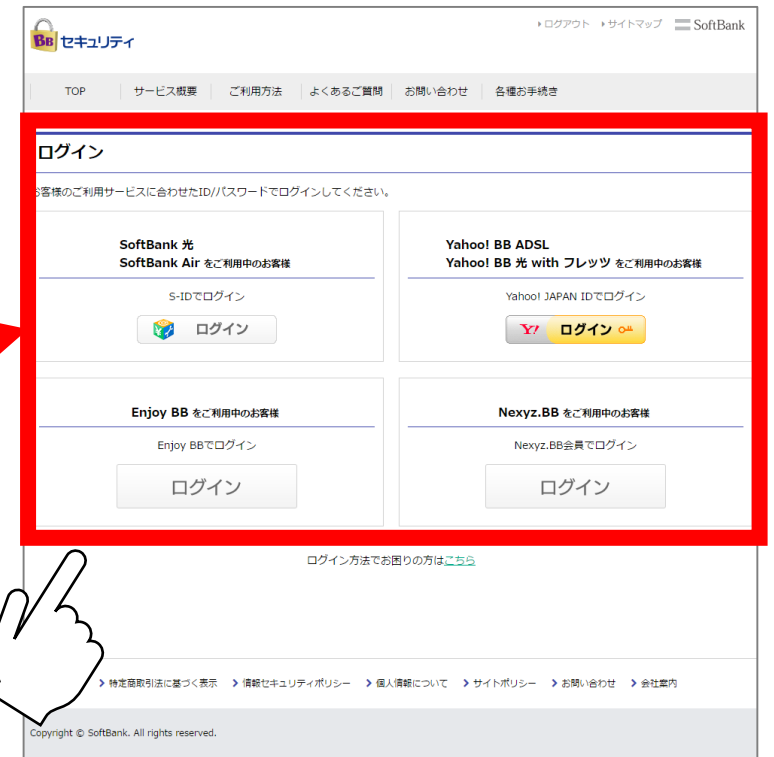 ログアウト サイトマップ SoftBank
BB セキュリティ
TOP サービス概要 ご利用方法 よくあるご質問 お問い合わせ 各種お手続き
ログイン
お客様のご利用サービスに合わせたID/パスワードでログインしてください。
SoftBank 光
SoftBank Air をご利用中のお客様
S-IDでログイン
ログイン
Yahoo! BB ADSL
Yahoo! BB 光 with フレッツ をご利用中のお客様
Yahoo! JAPAN IDでログイン
Y! ログイン
Enjoy BB をご利用中のお客様
Enjoy BBでログイン
ログイン
Nexyz.BB をご利用中のお客様
Nexyz.BB会員でログイン
ログイン
ログイン方法でお困りの方はこちら
特定商取引法に基づく表示 情報セキュリティポリシー 個人情報について サイトポリシー お問い合わせ 会社案内
Copyright © SoftBank. All rights reserved.